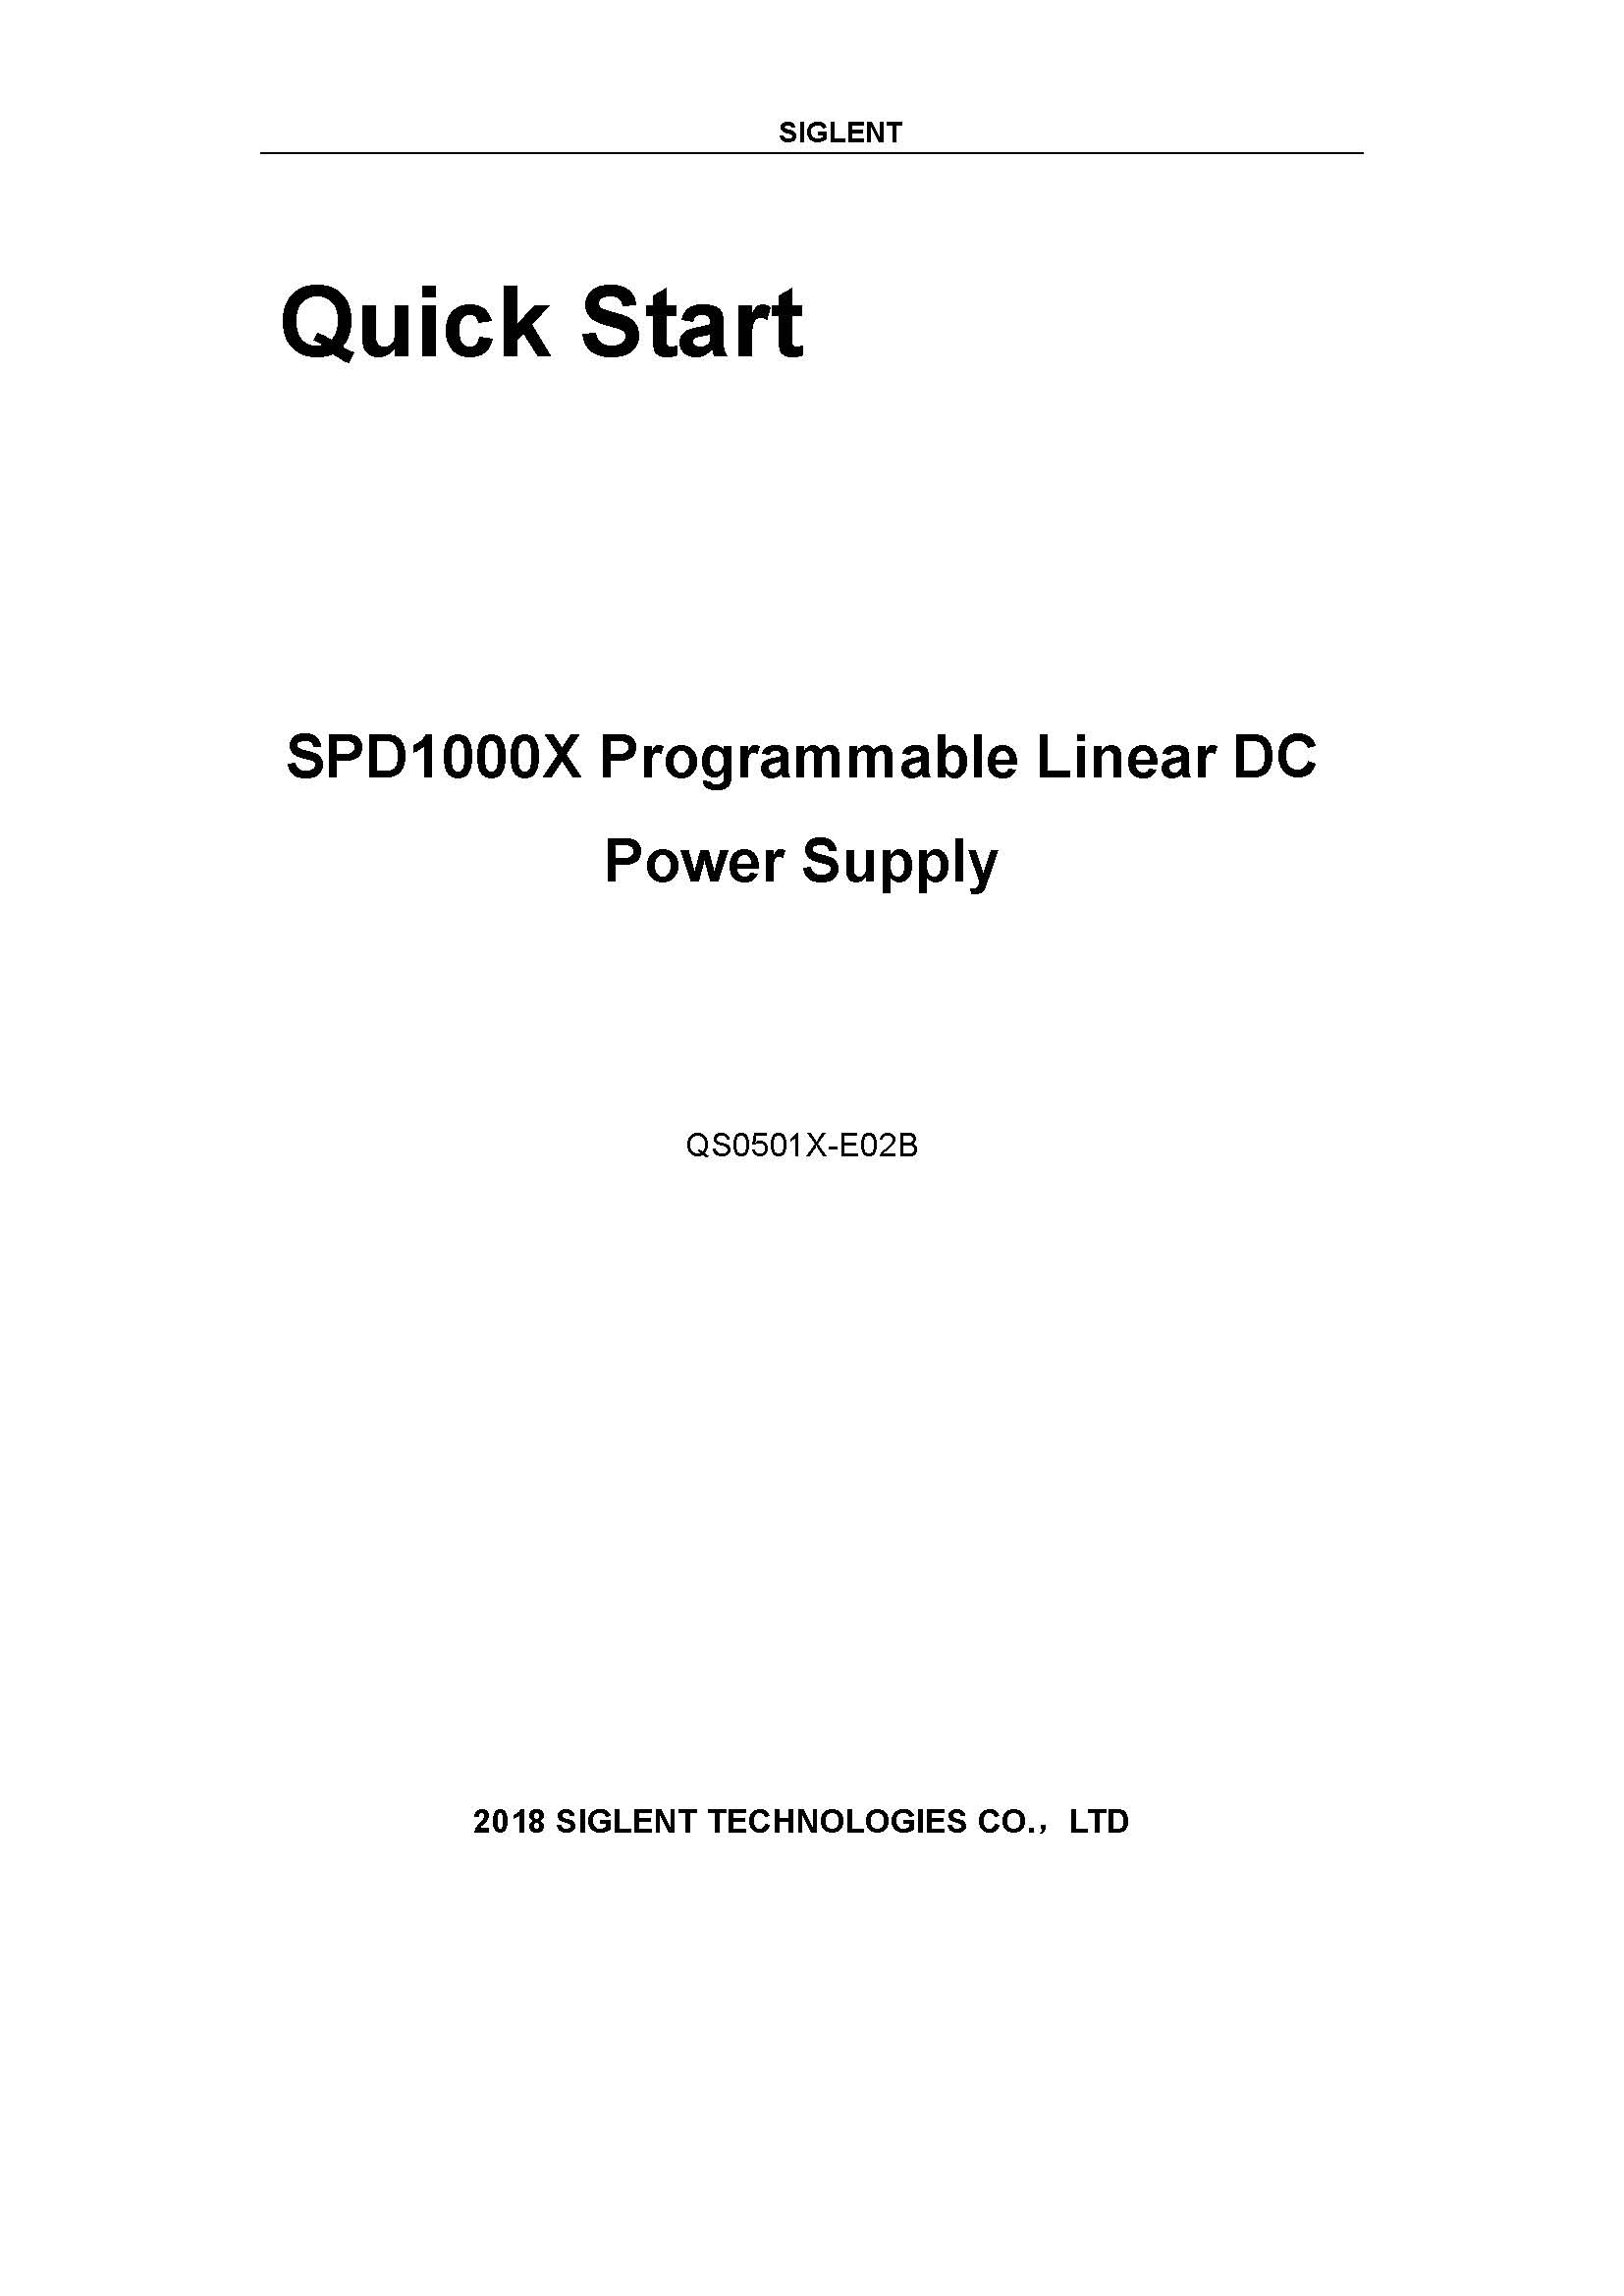 SIGLENT
Quick Start
SPD1000X Programmable Linear DC
Power Supply
QS0501X-E02B
2018 SIGLENT TECHNOLOGIES CO.，LTD